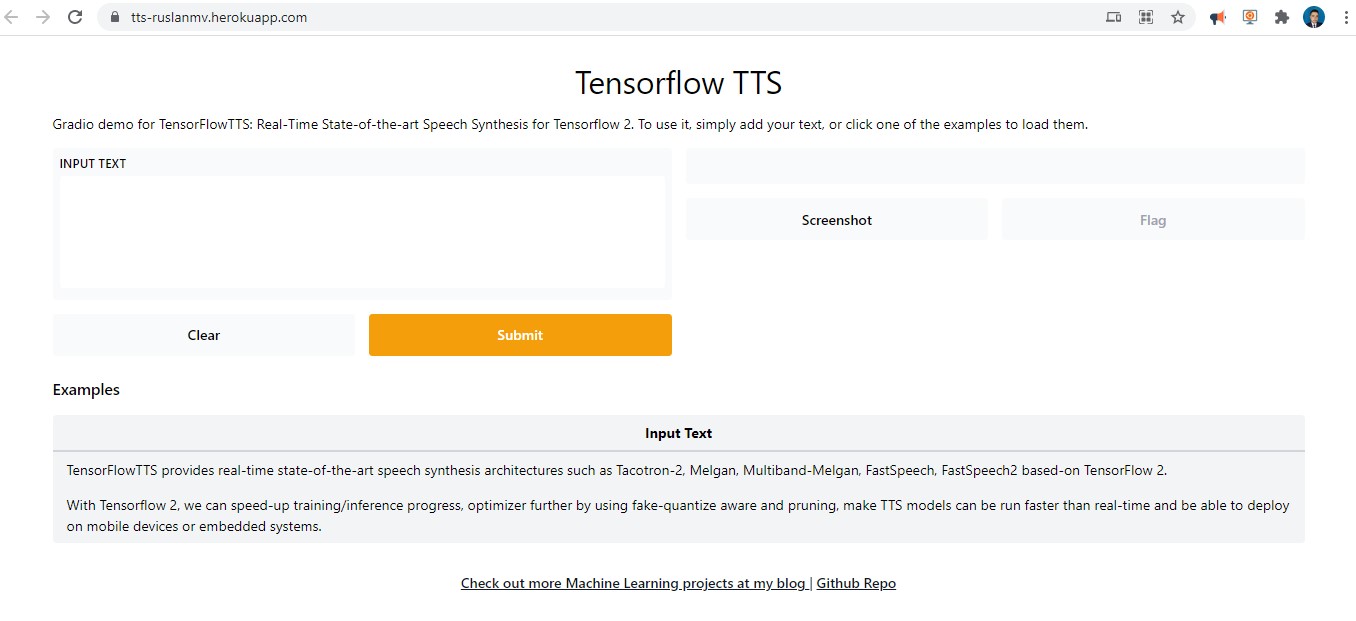 tts-ruslanmv.herokuapp.com
Tensorflow TTS
Gradio demo for TensorFlowTTS: Real-Time State-of-the-art Speech Synthesis for Tensorflow 2. To use it, simply add your text, or click one of the examples to load them.
INPUT TEXT
Screenshot
Flag
Clear
Submit
Examples
Input Text
TensorFlowTTS provides real-time state-of-the-art speech synthesis architectures such as Tacotron-2, Melgan, Multiband-Melgan, FastSpeech, FastSpeech2 based-on TensorFlow 2.
With Tensorflow 2, we can speed-up training/inference progress, optimizer further by using fake-quantize aware and pruning, make TTS models can be run faster than real-time and be able to deploy
on mobile devices or embedded systems.
Check out more Machine Learning projects at my blog | Github Repo